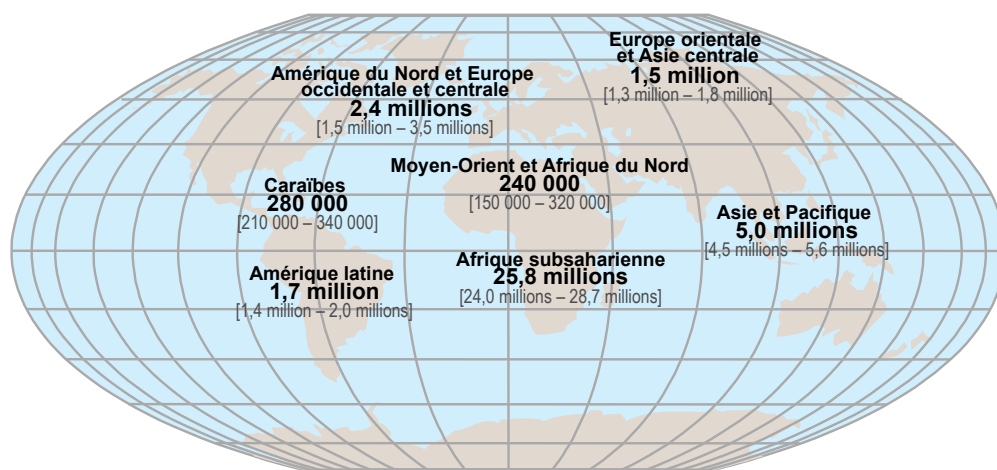 Europe orientale
et Asie centrale
1,5 million
[1,3 million – 1,8 million]
Amérique du Nord et Europe
occidentale et centrale
2,4 millions
[1,5 million – 3,5 millions]
Moyen-Orient et Afrique du Nord
240 000
[150 000 – 320 000]
Caraïbes
280 000
[210 000 – 340 000]
Asie et Pacifique
5,0 millions
[4,5 millions – 5,6 millions]
Afrique subsaharienne
25,8 millions
[24,0 millions – 28,7 millions]
Amérique latine
1,7 million
[1,4 million – 2,0 millions]